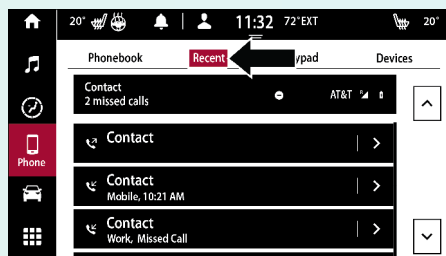 20° 11:32 72°EXT 20°
Phonebook Recent ypad Devices
Contact
2 missed calls
AT&T
Contact
Phone
Contact
Mobile, 10:21 AM
Contact
Work, Missed Call